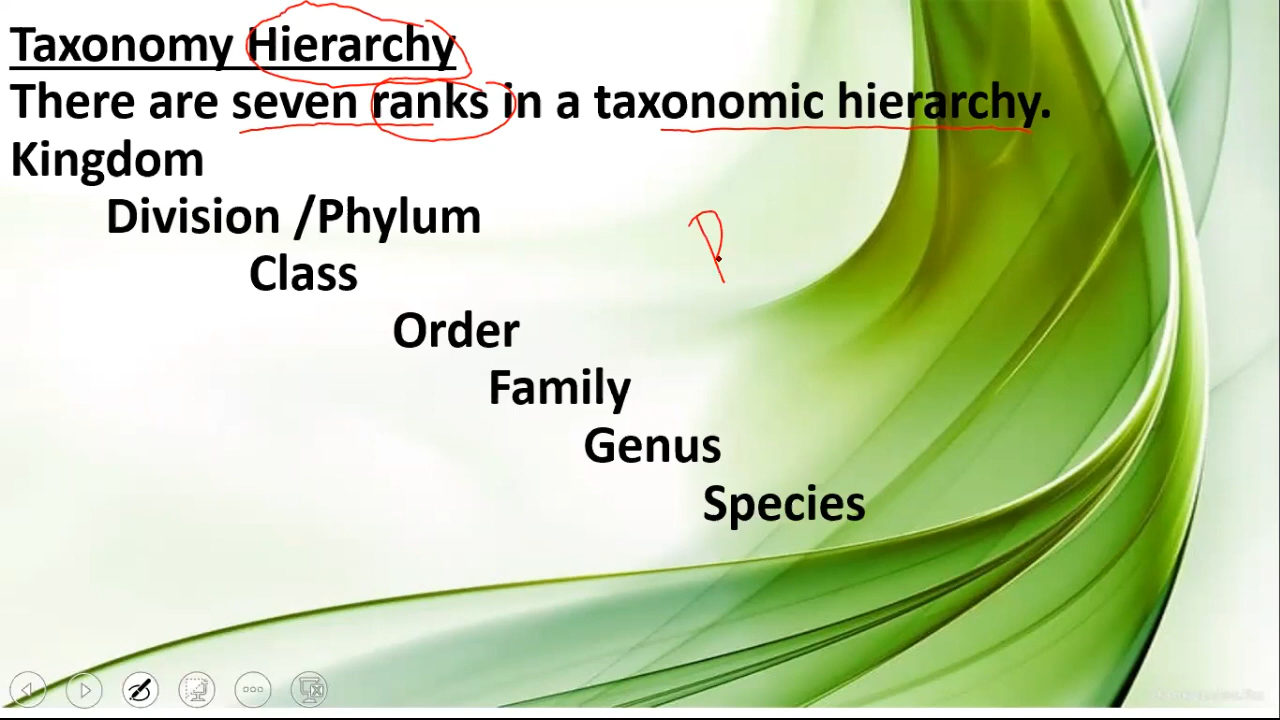 Taxonomy Hierarchy
There are seven ranks in a taxonomic hierarchy.
Kingdom
Division /Phylum
Class
Order
Family
Genus
Species